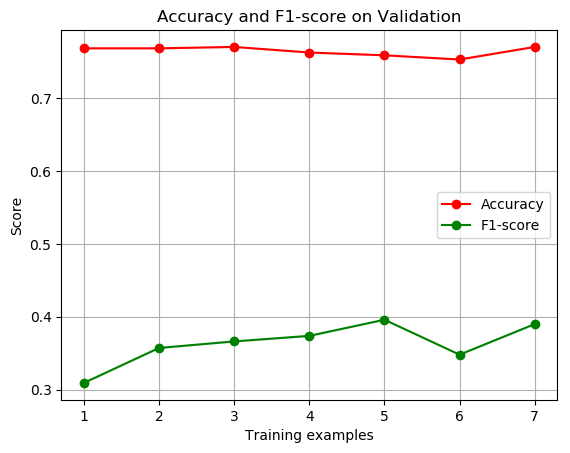 Accuracy and F1-score on Validation
Score
0.7
0.6
0.5
0.4
0.3
Accuracy
F1-score
1 2 3 4 5 6 7
Training examples